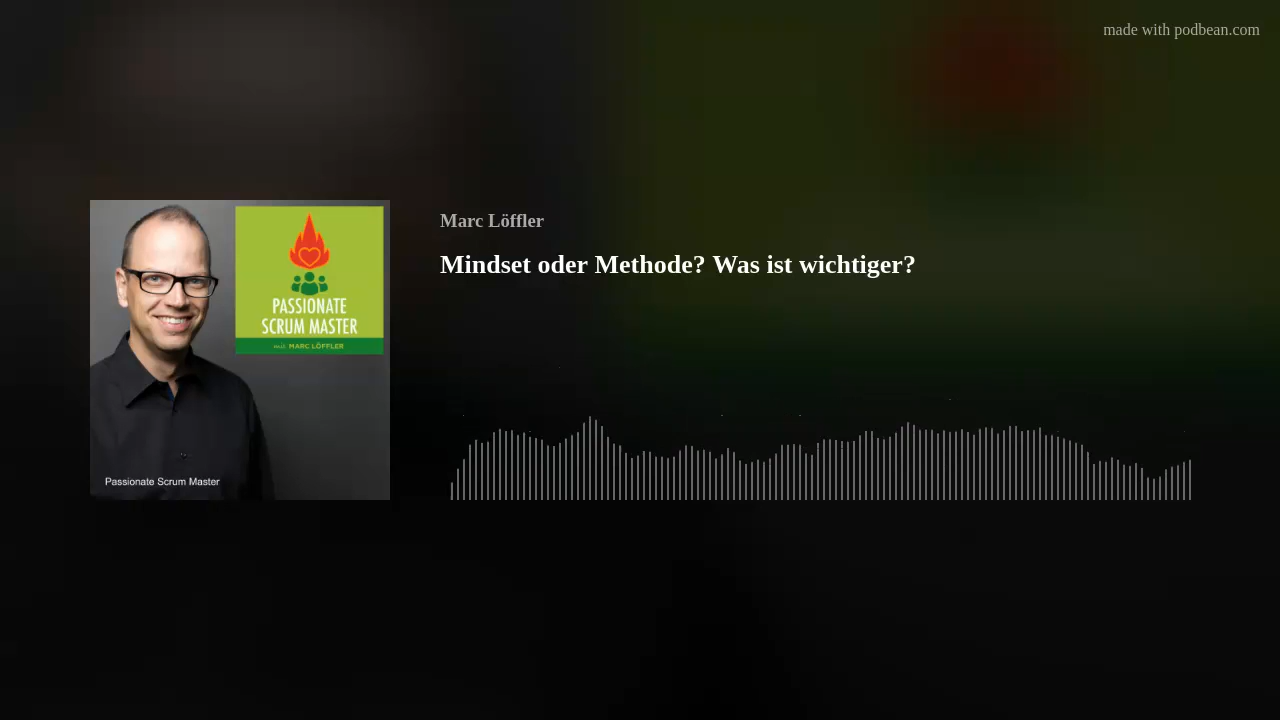 made with podbean.com
Marc Löffler
Mindset oder Methode? Was ist wichtiger?
PASSIONATE
SCRUM MASTER
mit MARC LÖFFLER
Passionate Scrum Master